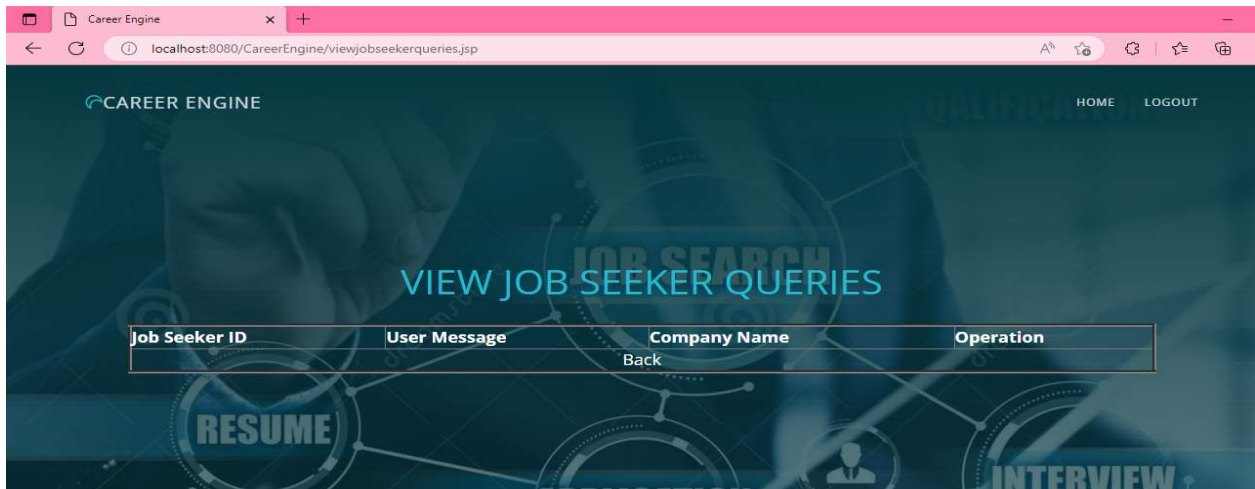 Career Engine
localhost:8080/CareerEngine/viewjobseekerqueries.jsp
CAREER ENGINE
QALIFICATION
HOME LOGOUT
JOB SEARCH
VIEW JOB SEEKER QUERIES
Job Seeker ID User Message Company Name Operation
Back
RESUME
INTERVIEW